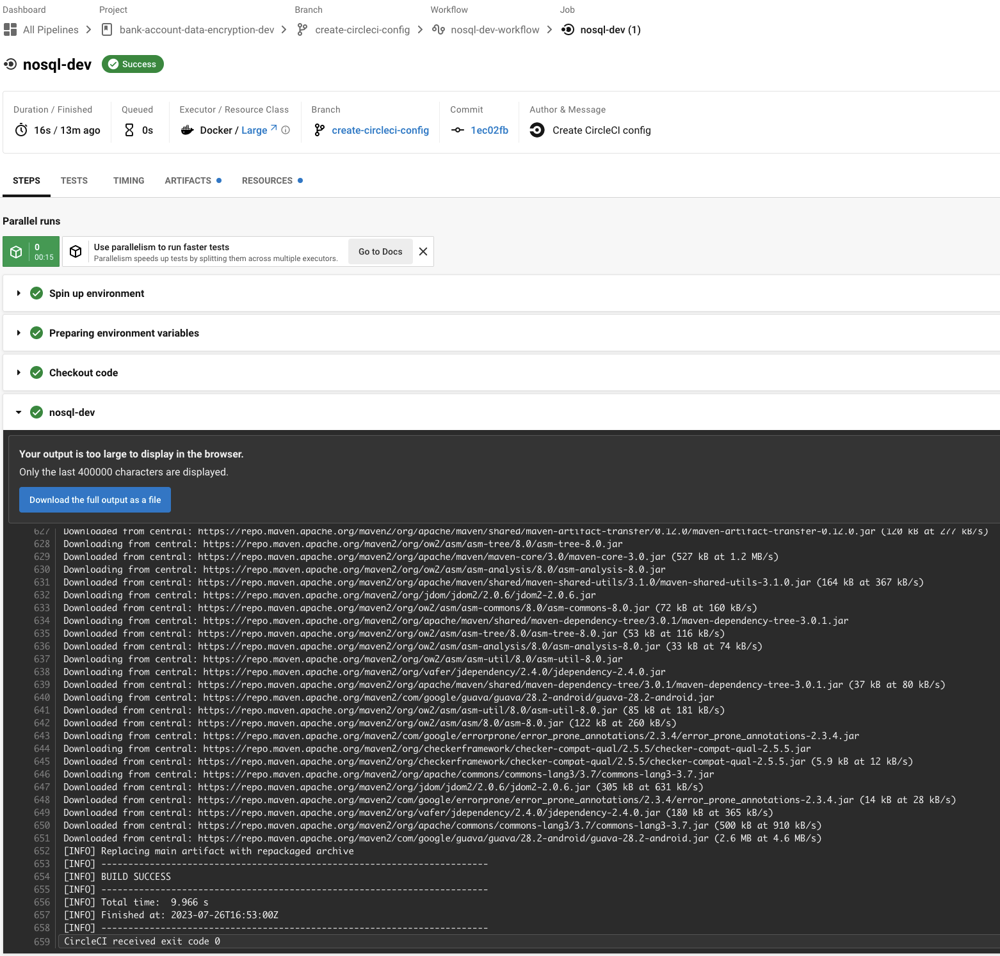 Dashboard Project Branch Workflow Job
All Pipelines bank-account-data-encryption-dev create-circleci-config nosql-dev-workflow nosql-dev (1)
nosql-dev Success
Duration / Finished Queued Executor / Resource Class Branch Commit Author & Message
16s / 13m ago 0s Docker / Large create-circleci-config 1ec02fb Create CircleCI config
STEPS TESTS TIMING ARTIFACTS RESOURCES
Parallel runs
0
00:15
Use parallelism to run faster tests
Parallelism speeds up tests by splitting them across multiple executors.
Go to Docs
Spin up environment
Preparing environment variables
Checkout code
nosql-dev
Your output is too large to display in the browser.
Only the last 400000 characters are displayed.
Download the full output as a file
627 Downloaded from central: https://repo.maven.apache.org/maven2/org/apache/maven/shared/maven-artifact-transfer/0.12.0/maven-artifact-transfer-0.12.0.jar (120 kB at 277 kB/s)
628 Downloading from central: https://repo.maven.apache.org/maven2/org/ow2/asm/asm-tree/8.0/asm-tree-8.0.jar
629 Downloaded from central: https://repo.maven.apache.org/maven2/org/apache/maven/maven-core/3.0/maven-core-3.0.jar (527 kB at 1.2 MB/s)
630 Downloading from central: https://repo.maven.apache.org/maven2/org/ow2/asm/asm-analysis/8.0/asm-analysis-8.0.jar
631 Downloaded from central: https://repo.maven.apache.org/maven2/org/apache/maven/shared/maven-shared-utils/3.1.0/maven-shared-utils-3.1.0.jar (164 kB at 367 kB/s)
632 Downloading from central: https://repo.maven.apache.org/maven2/org/jdom/jdom2/2.0.6/jdom2-2.0.6.jar
633 Downloaded from central: https://repo.maven.apache.org/maven2/org/ow2/asm/asm-commons/8.0/asm-commons-8.0.jar (72 kB at 160 kB/s)
634 Downloading from central: https://repo.maven.apache.org/maven2/org/apache/maven/shared/maven-dependency-tree/3.0.1/maven-dependency-tree-3.0.1.jar
635 Downloaded from central: https://repo.maven.apache.org/maven2/org/ow2/asm/asm-tree/8.0/asm-tree-8.0.jar (53 kB at 116 kB/s)
636 Downloaded from central: https://repo.maven.apache.org/maven2/org/ow2/asm/asm-analysis/8.0/asm-analysis-8.0.jar (33 kB at 74 kB/s)
637 Downloading from central: https://repo.maven.apache.org/maven2/org/ow2/asm/asm-util/8.0/asm-util-8.0.jar
638 Downloading from central: https://repo.maven.apache.org/maven2/org/vafer/jdependency/2.4.0/jdependency-2.4.0.jar
639 Downloaded from central: https://repo.maven.apache.org/maven2/org/apache/maven/shared/maven-dependency-tree/3.0.1/maven-dependency-tree-3.0.1.jar (37 kB at 80 kB/s)
640 Downloading from central: https://repo.maven.apache.org/maven2/com/google/guava/guava/28.2-android/guava-28.2-android.jar
641 Downloaded from central: https://repo.maven.apache.org/maven2/org/ow2/asm/asm-util/8.0/asm-util-8.0.jar (85 kB at 181 kB/s)
642 Downloaded from central: https://repo.maven.apache.org/maven2/org/ow2/asm/asm/8.0/asm-8.0.jar (122 kB at 260 kB/s)
643 Downloading from central: https://repo.maven.apache.org/maven2/com/google/errorprone/error_prone_annotations/2.3.4/error_prone_annotations-2.3.4.jar
644 Downloading from central: https://repo.maven.apache.org/maven2/org/checkerframework/checker-compat-qual/2.5.5/checker-compat-qual-2.5.5.jar
645 Downloaded from central: https://repo.maven.apache.org/maven2/org/checkerframework/checker-compat-qual/2.5.5/checker-compat-qual-2.5.5.jar (5.9 kB at 12 kB/s)
646 Downloading from central: https://repo.maven.apache.org/maven2/org/apache/commons/commons-lang3/3.7/commons-lang3-3.7.jar
647 Downloaded from central: https://repo.maven.apache.org/maven2/org/jdom/jdom2/2.0.6/jdom2-2.0.6.jar (305 kB at 631 kB/s)
648 Downloaded from central: https://repo.maven.apache.org/maven2/com/google/errorprone/error_prone_annotations/2.3.4/error_prone_annotations-2.3.4.jar (14 kB at 28 kB/s)
649 Downloaded from central: https://repo.maven.apache.org/maven2/org/vafer/jdependency/2.4.0/jdependency-2.4.0.jar (180 kB at 365 kB/s)
650 Downloaded from central: https://repo.maven.apache.org/maven2/org/apache/commons/commons-lang3/3.7/commons-lang3-3.7.jar (500 kB at 910 kB/s)
651 Downloaded from central: https://repo.maven.apache.org/maven2/com/google/guava/guava/28.2-android/guava-28.2-android.jar (2.6 MB at 4.6 MB/s)
652 [INFO] Replacing main artifact with repackaged archive
653 [INFO] ------------------------------------------------------------------------
654 [INFO] BUILD SUCCESS
655 [INFO] ------------------------------------------------------------------------
656 [INFO] Total time:  9.966 s
657 [INFO] Finished at: 2023-07-26T16:53:00Z
658 [INFO] ------------------------------------------------------------------------
659 CircleCI received exit code 0